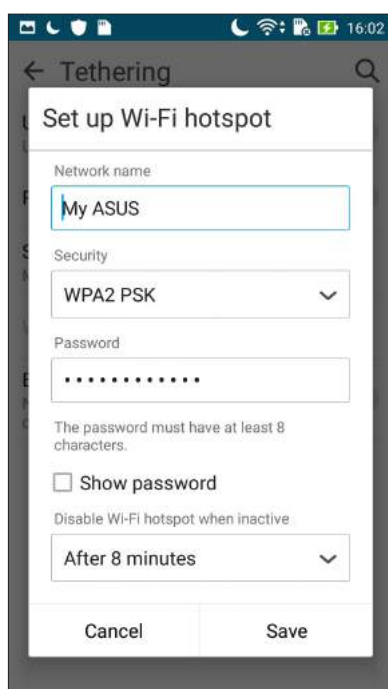 16:02
Tethering
Set up Wi-Fi hotspot
Network name
My ASUS
Security
WPA2 PSK
Password
••••••••••••
The password must have at least 8
characters.
Show password
Disable Wi-Fi hotspot when inactive
After 8 minutes
Cancel
Save